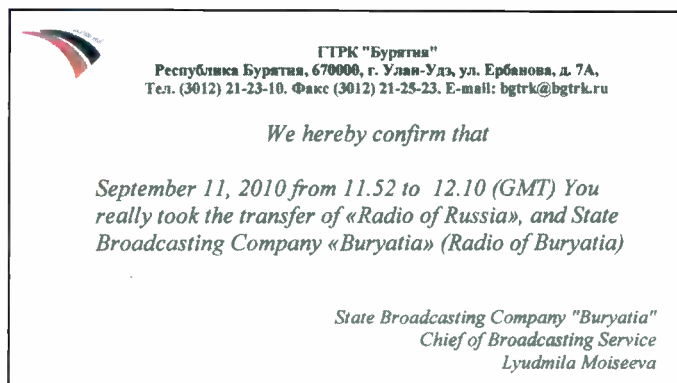 ГТРК "Бурятия"
Республика Бурятия, 670000, г. Улан-Удэ, ул. Ербанова, д. 7А,
Тел. (3012) 21-23-10. Факс (3012) 21-25-23. E-mail: bgtrk@bgtrk.ru
We hereby confirm that
September 11, 2010 from 11.52 to 12.10 (GMT) You
really took the transfer of «Radio of Russia», and State
Broadcasting Company «Buryatia» (Radio of Buryatia)
State Broadcasting Company "Buryatia"
Chief of Broadcasting Service
Lyudmila Moiseeva